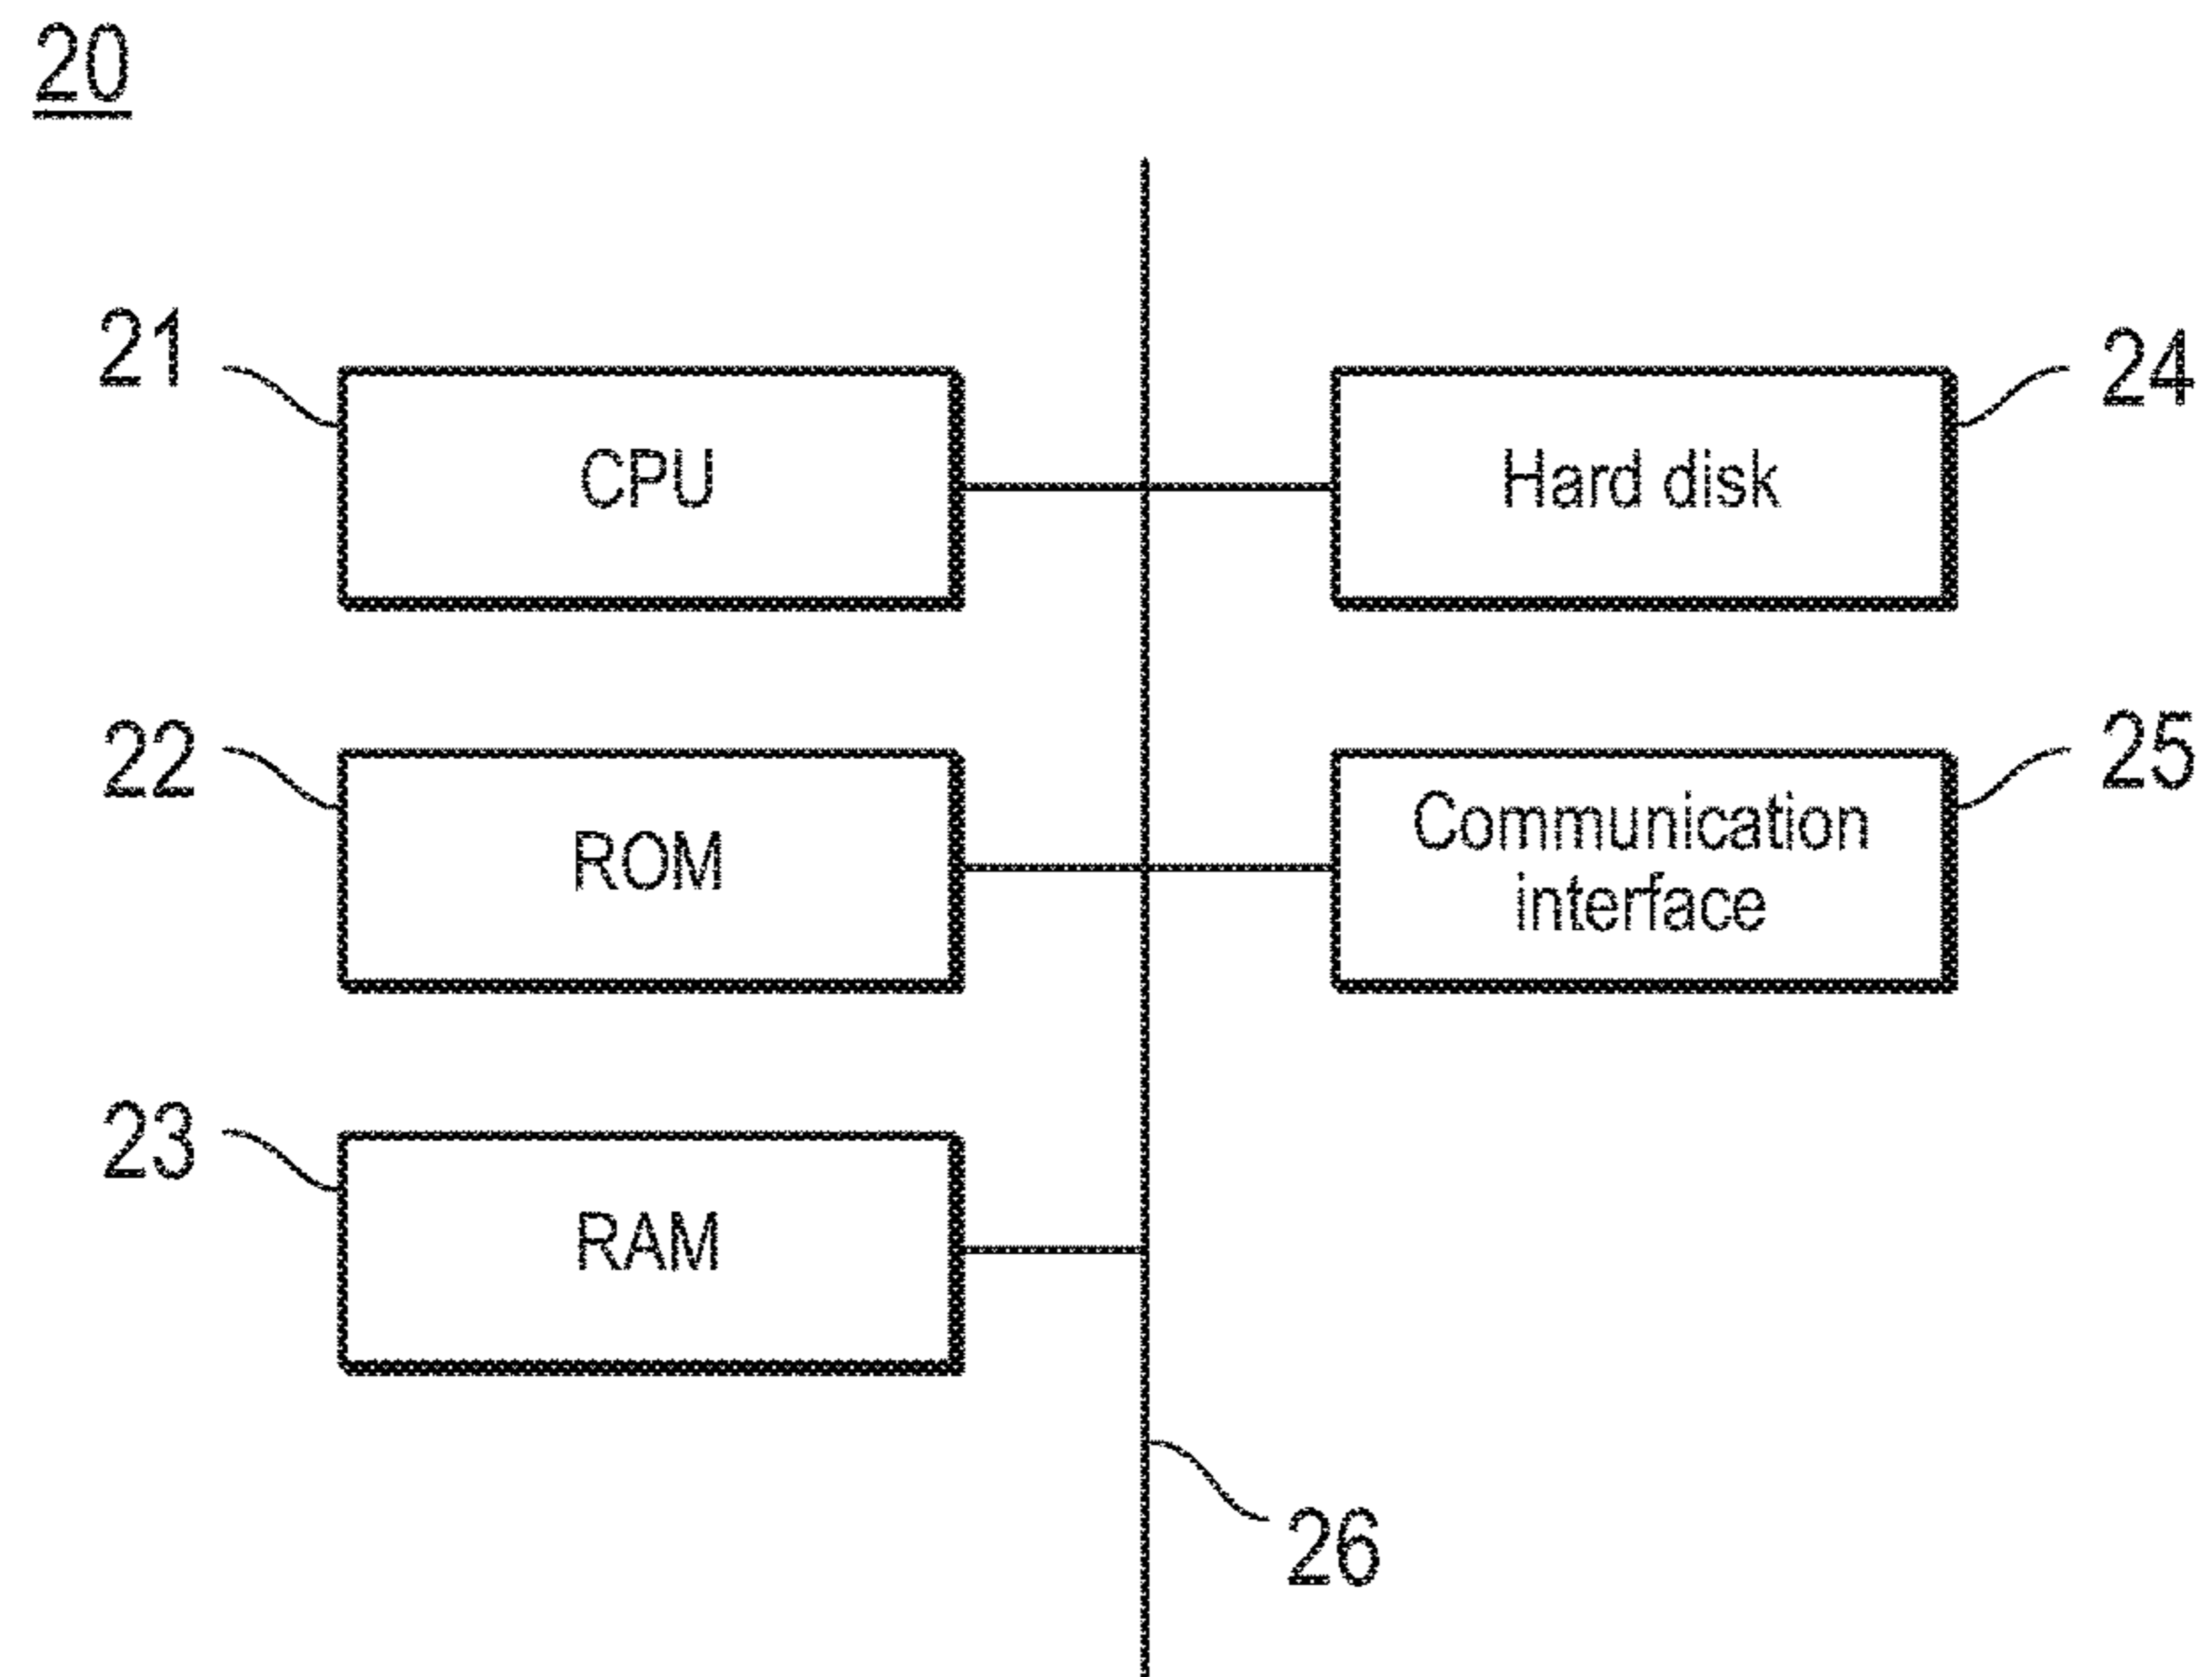 20
21
CPU
24
Hard disk
22
ROM
25
Communication
interface
23
RAM
26